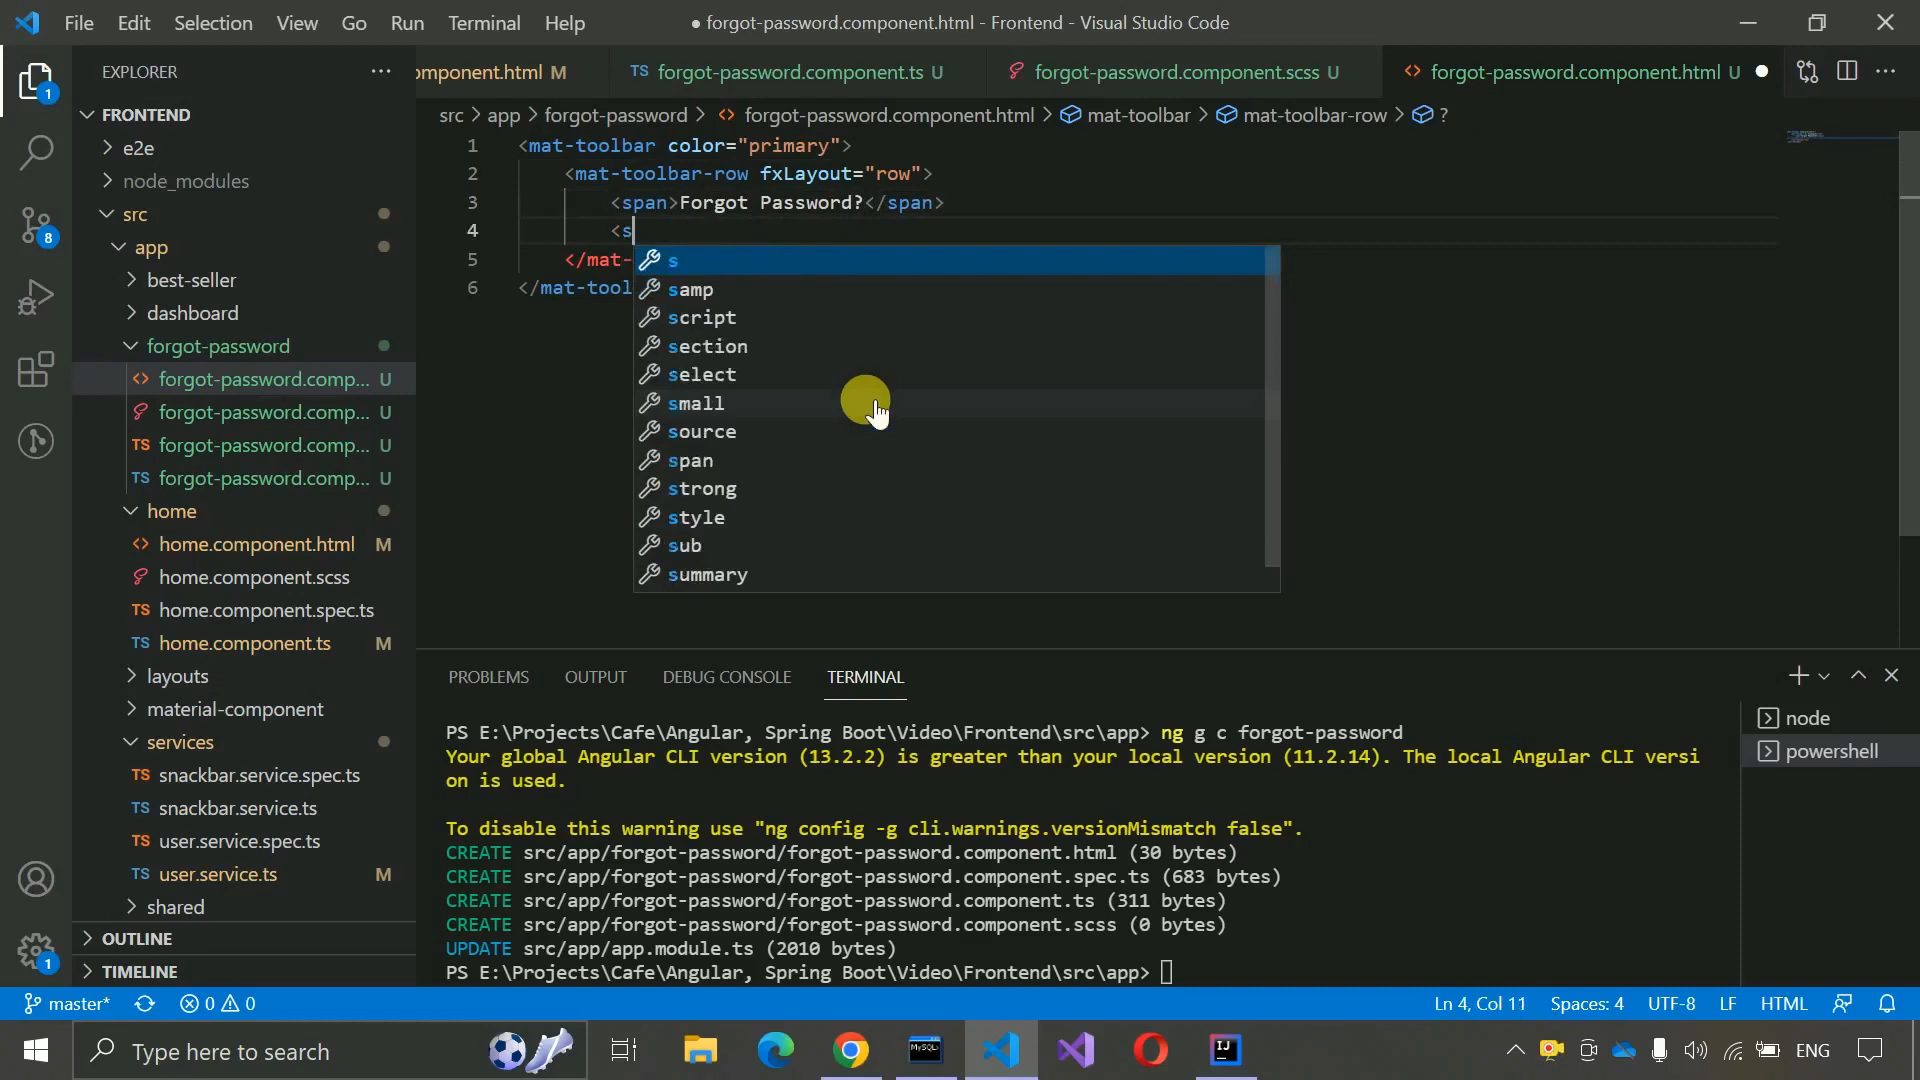 File Edit Selection View Go Run Terminal Help
● forgot-password.component.html - Frontend - Visual Studio Code
EXPLORER
omponent.html M
TS forgot-password.component.ts U
forgot-password.component.scss U
<> forgot-password.component.html U
src > app > forgot-password > <> forgot-password.component.html > mat-toolbar > mat-toolbar-row > ?
1
FRONTEND
e2e
node_modules
src
app
best-seller
dashboard
forgot-password
<> forgot-password.comp... U
forgot-password.comp... U
TS forgot-password.comp... U
TS forgot-password.comp... U
home
<> home.component.html M
home.component.scss
TS home.component.spec.ts
TS home.component.ts M
layouts
material-component
services
TS snackbar.service.spec.ts
TS snackbar.service.ts
TS user.service.spec.ts
TS user.service.ts M
shared
OUTLINE
TIMELINE
8
1
1 <mat-toolbar color="primary">
2 <mat-toolbar-row fxLayout="row">
3 <span>Forgot Password?</span>
4 <s
5 </mat-
6 </mat-tool
s
samp
script
section
select
small
source
span
strong
style
sub
summary
PROBLEMS OUTPUT DEBUG CONSOLE TERMINAL
PS E:\Projects\Cafe\Angular, Spring Boot\Video\Frontend\src\app> ng g c forgot-password
Your global Angular CLI version (13.2.2) is greater than your local version (11.2.14). The local Angular CLI versi
on is used.
To disable this warning use "ng config -g cli.warnings.versionMismatch false".
CREATE src/app/forgot-password/forgot-password.component.html (30 bytes)
CREATE src/app/forgot-password/forgot-password.component.spec.ts (683 bytes)
CREATE src/app/forgot-password/forgot-password.component.ts (311 bytes)
CREATE src/app/forgot-password/forgot-password.component.scss (0 bytes)
UPDATE src/app/app.module.ts (2010 bytes)
PS E:\Projects\Cafe\Angular, Spring Boot\Video\Frontend\src\app>
node
powershell
master* 0 0
Ln 4, Col 11 Spaces: 4 UTF-8 LF HTML
Type here to search
MySQL
IJ
ENG